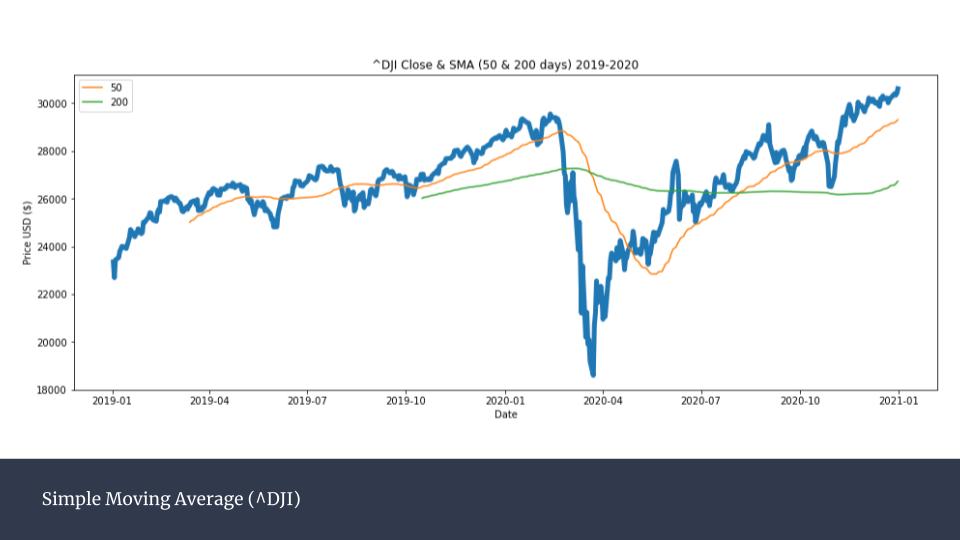 ^DJI Close & SMA (50 & 200 days) 2019-2020
50
200
30000
28000
26000
24000
22000
20000
18000
Price USD ($)
2019-01 2019-04 2019-07 2019-10 2020-01 2020-04 2020-07 2020-10 2021-01
Date
Simple Moving Average (^DJI)